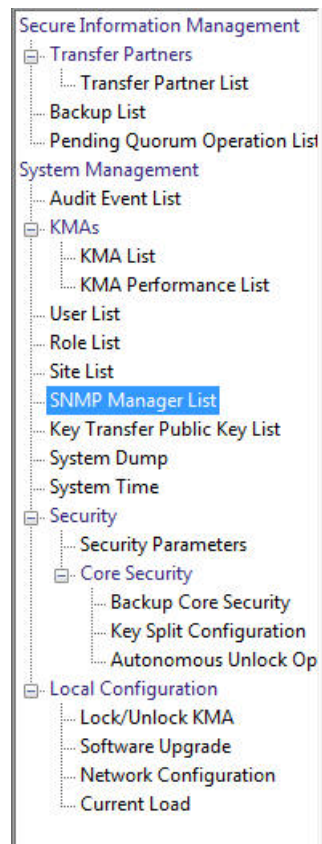 Secure Information Management
Transfer Partners
Transfer Partner List
Backup List
Pending Quorum Operation List
System Management
Audit Event List
KMAs
KMA List
KMA Performance List
User List
Role List
Site List
SNMP Manager List
Key Transfer Public Key List
System Dump
System Time
Security
Security Parameters
Core Security
Backup Core Security
Key Split Configuration
Autonomous Unlock Op
Local Configuration
Lock/Unlock KMA
Software Upgrade
Network Configuration
Current Load